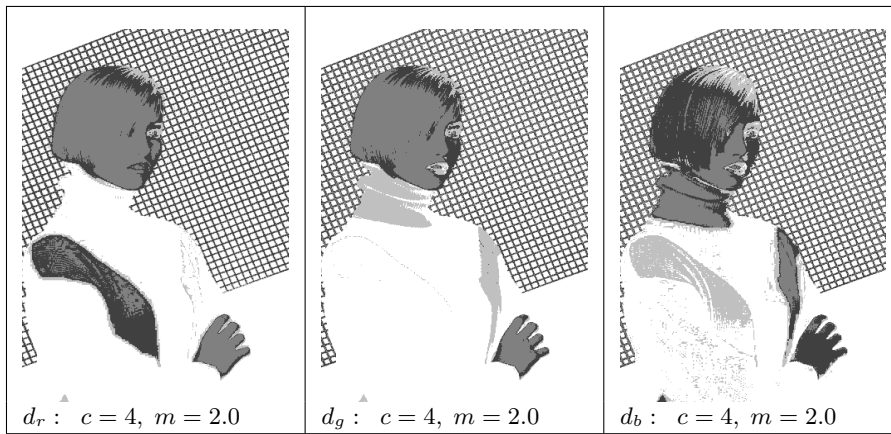 d_r : c = 4, m = 2.0
d_g : c = 4, m = 2.0
d_b : c = 4, m = 2.0